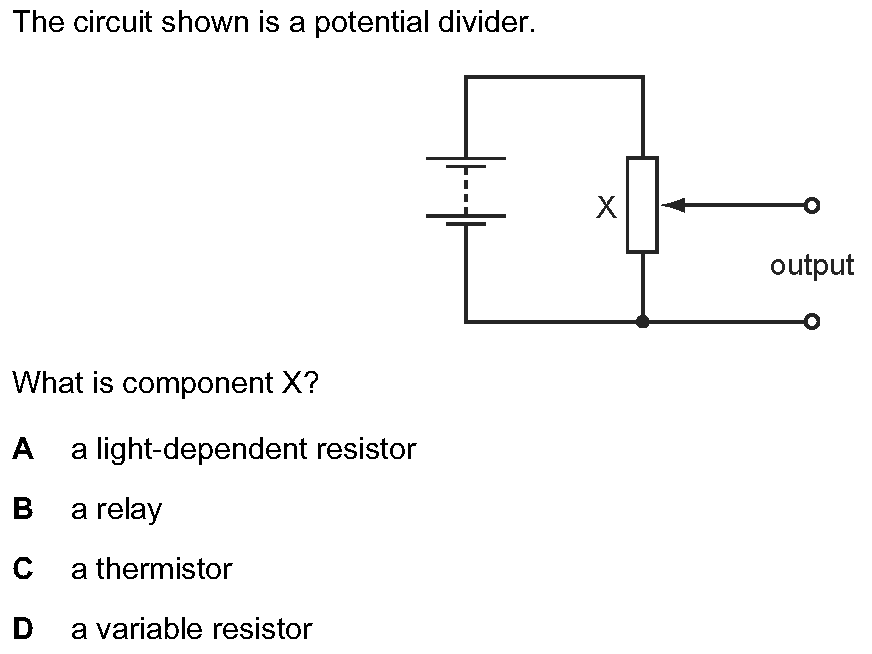 The circuit shown is a potential divider.
X
output
What is component X?
A a light-dependent resistor
B a relay
C a thermistor
D a variable resistor